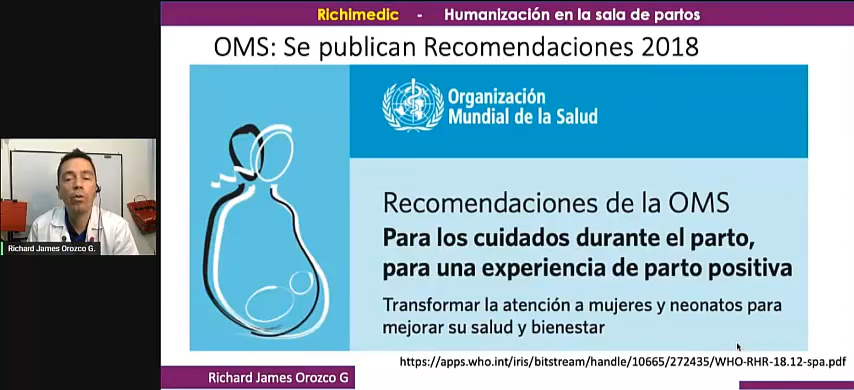 Richimedic - Humanización en la sala de partos
OMS: Se publican Recomendaciones 2018
Organización
Mundial de la Salud
Recomendaciones de la OMS
Para los cuidados durante el parto,
para una experiencia de parto positiva
Transformar la atención a mujeres y neonatos para
mejorar su salud y bienestar
https://apps.who.int/iris/bitstream/handle/10665/272435/WHO-RHR-18.12-spa.pdf
Richard James Orozco G.
Richard James Orozco G